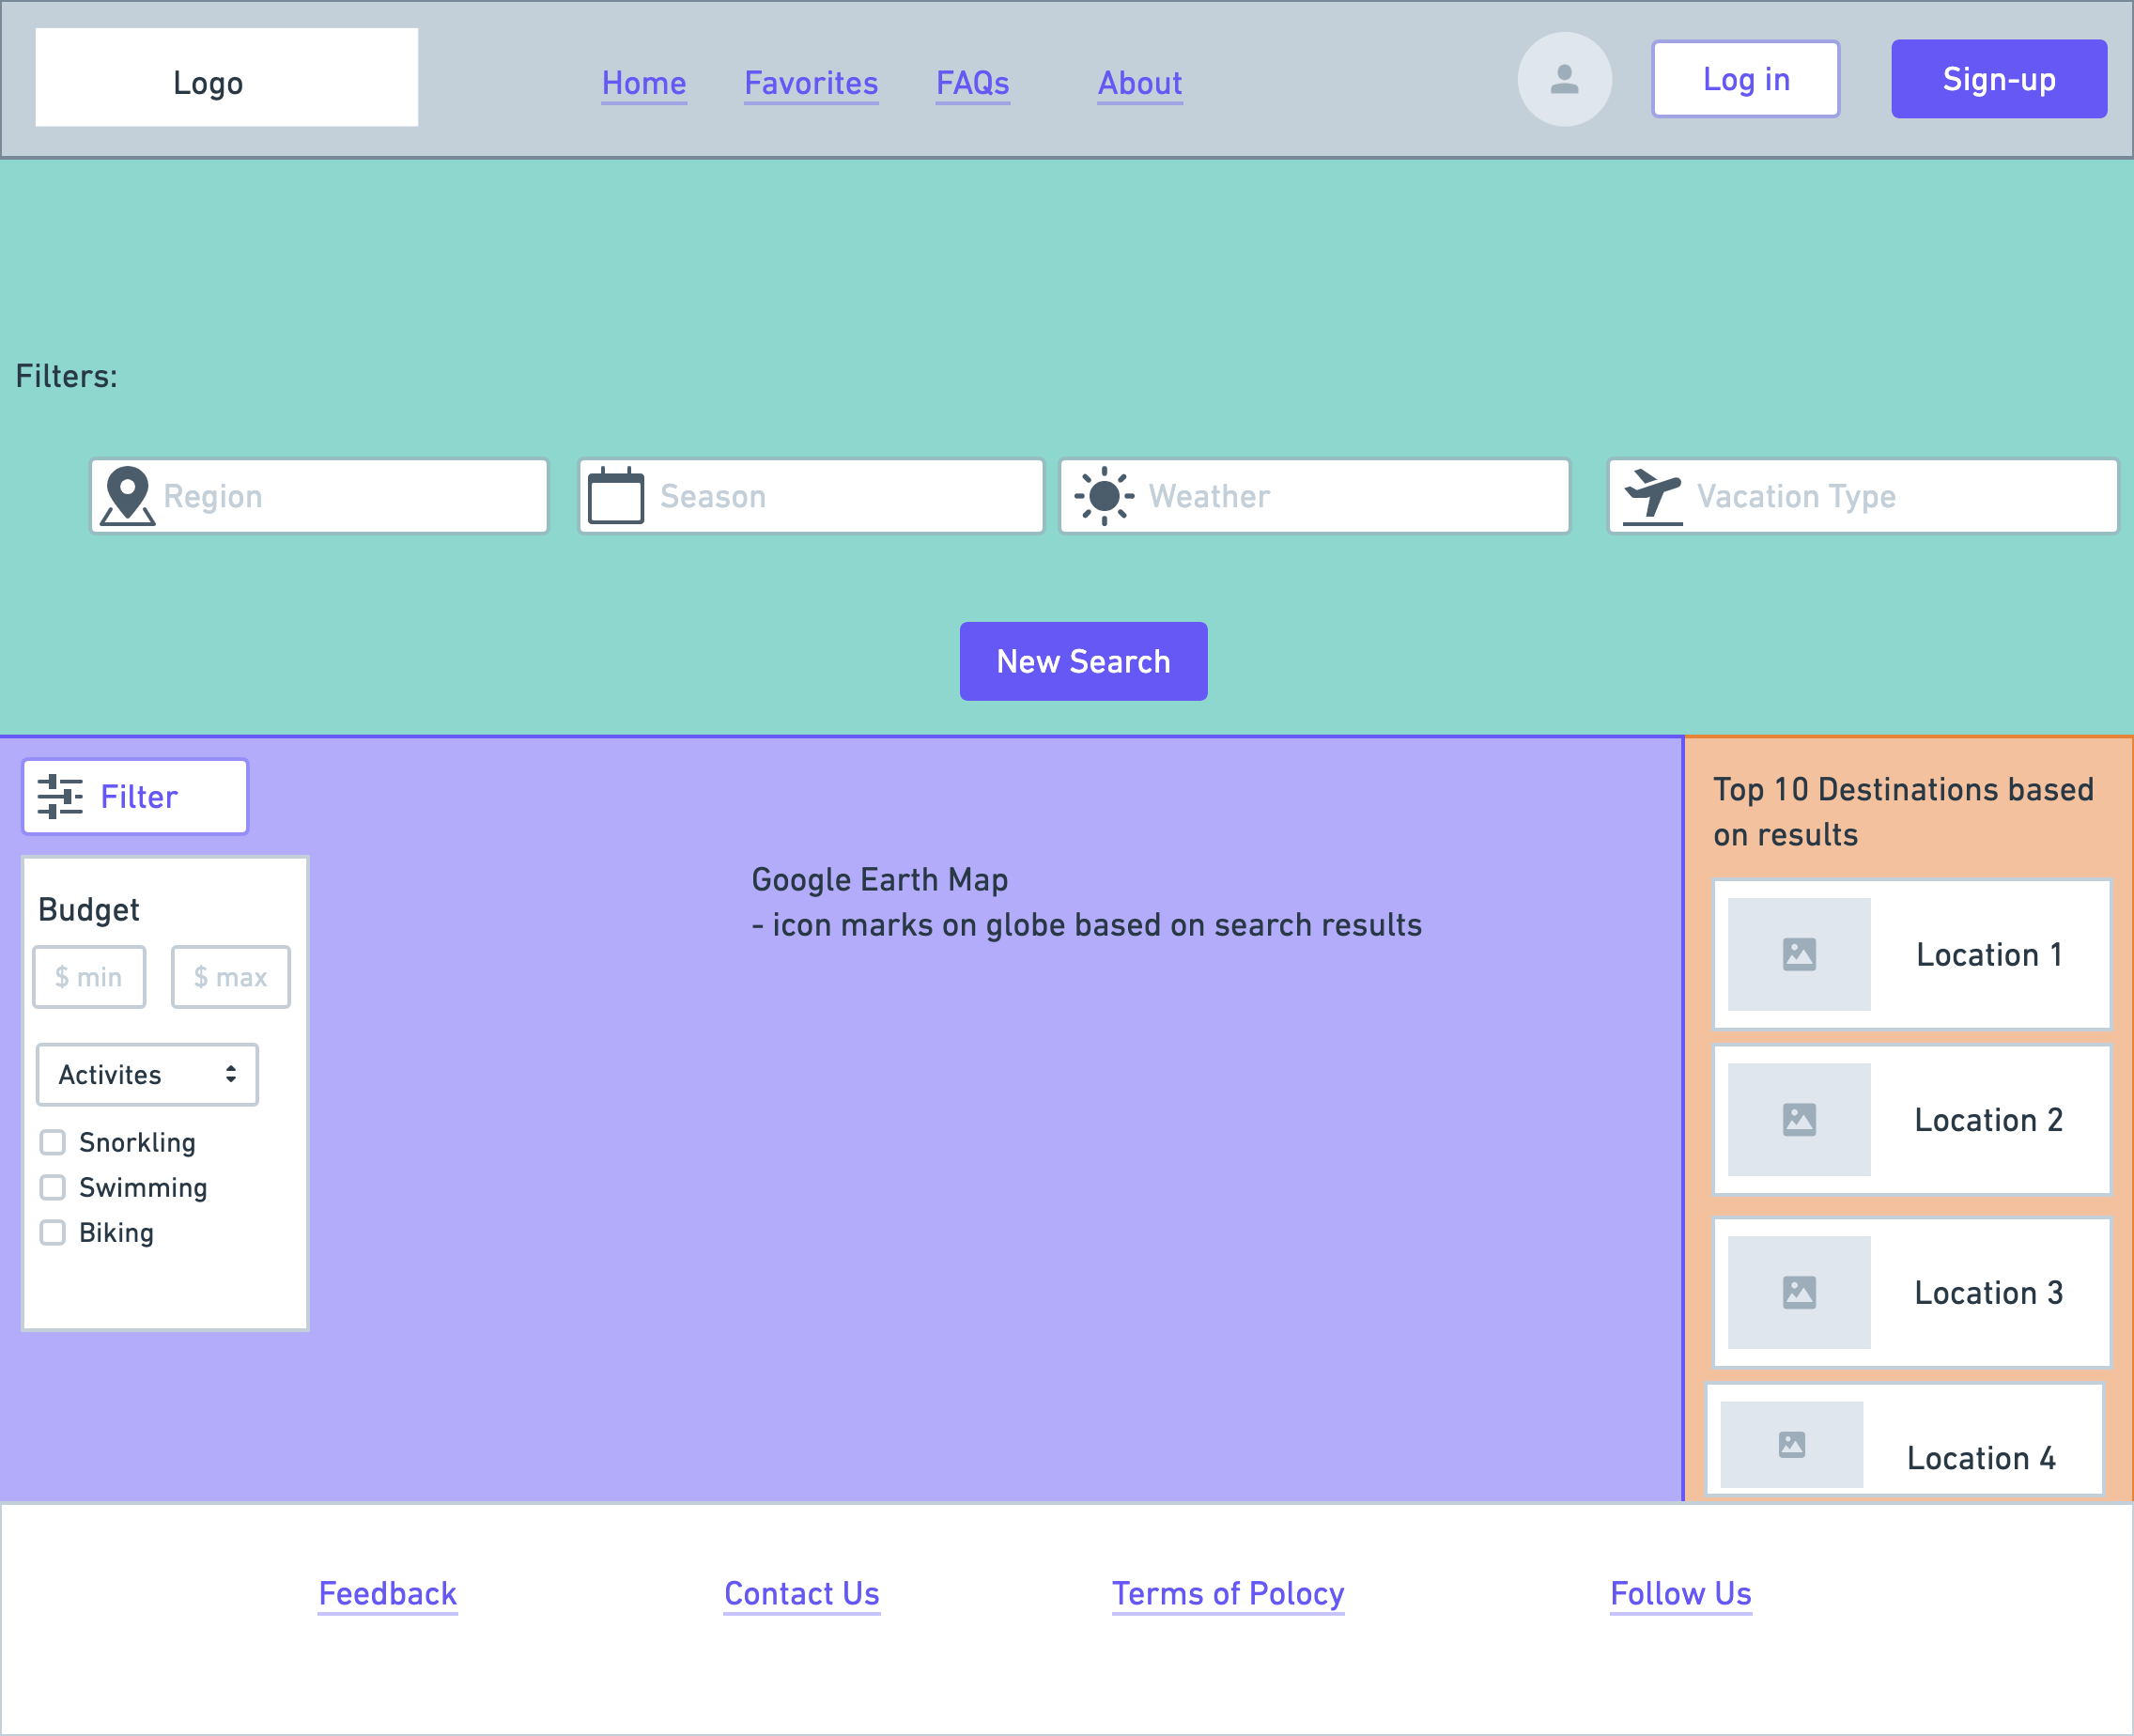 Logo
Home
Favorites
FAQs
About
Log in
Sign-up
Filters:
Region
Season
Weather
Vacation Type
New Search
Filter
Budget
$ min
$ max
Activites
Snorkling
Swimming
Biking
Google Earth Map
- icon marks on globe based on search results
Top 10 Destinations based
on results
Location 1
Location 2
Location 3
Location 4
Feedback
Contact Us
Terms of Polocy
Follow Us